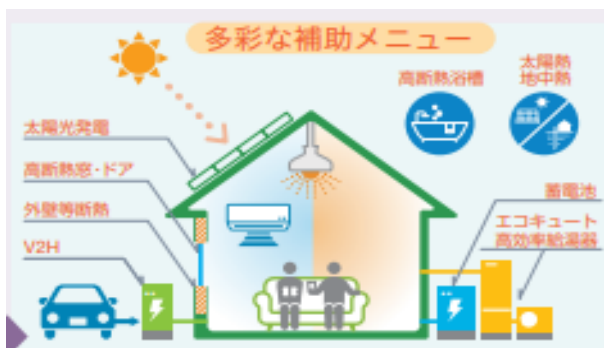 多彩な補助メニュー
高断熱浴槽
太陽熱
地中熱
太陽光発電
高断熱窓・ドア
外壁等断熱
V2H
蓄電池
エコキュート
高効率給湯器